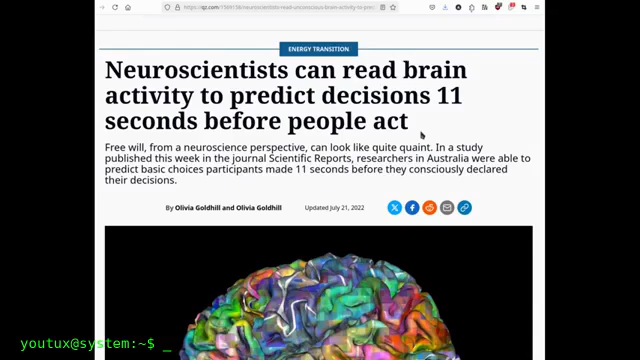 ENERGY TRANSITION
Neuroscientists can read brain
activity to predict decisions 11
seconds before people act
Free will, from a neuroscience perspective, can look like quite quaint. In a study
published this week in the journal Scientific Reports, researchers in Australia were able to
predict basic choices participants made 11 seconds before they consciously declared
their decisions.
By Olivia Goldhill and Olivia Goldhill Updated July 21, 2022
youtux@system:~$ _